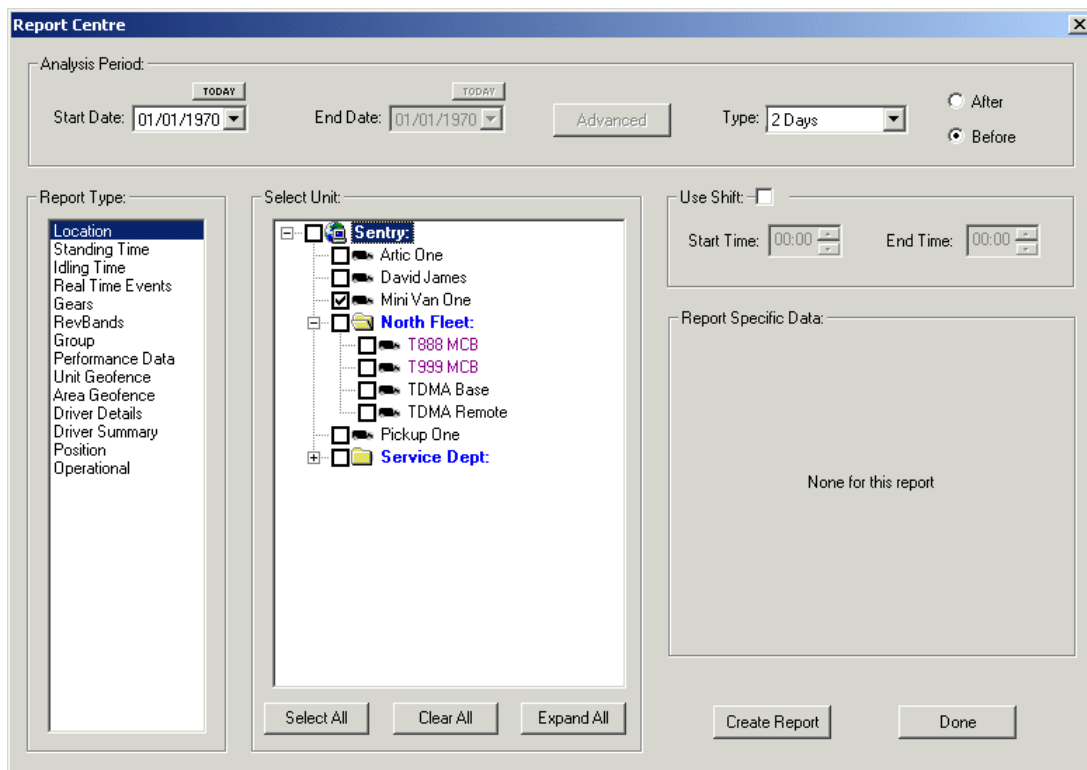 Report Centre
Analysis Period:
TODAY
TODAY
Start Date: 01/01/1970
End Date: 01/01/1970
Advanced
Type: 2 Days
After
Before
Report Type:
Location
Standing Time
Idling Time
Real Time Events
Gears
RevBands
Group
Performance Data
Unit Geofence
Area Geofence
Driver Details
Driver Summary
Position
Operational
Select Unit:
Sentry:
Artic One
David James
Mini Van One
North Fleet:
T888 MCB
T999 MCB
TDMA Base
TDMA Remote
Pickup One
Service Dept:
Select All
Clear All
Expand All
Use Shift:
Start Time: 00:00
End Time: 00:00
Report Specific Data:
None for this report
Create Report
Done